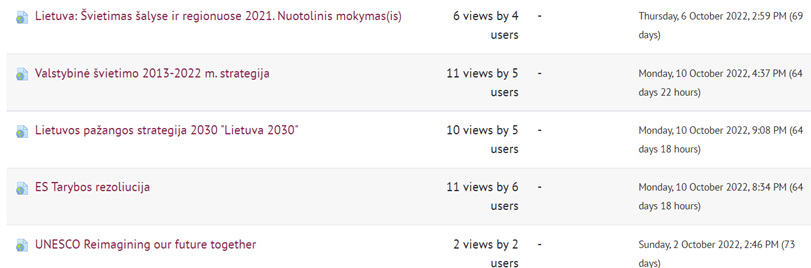 Lietuva: Švietimas šalyse ir regionuose 2021. Nuotolinis mokymas(is) 6 views by 4 - Thursday, 6 October 2022, 2:59 PM (69
users days)
Valstybinė švietimo 2013-2022 m. strategija 11 views by 5 - Monday, 10 October 2022, 4:37 PM (64
users days 22 hours)
Lietuvos pažangos strategija 2030 "Lietuva 2030" 10 views by 5 - Monday, 10 October 2022, 9:08 PM (64
users days 18 hours)
ES Tarybos rezoliucija 11 views by 6 - Monday, 10 October 2022, 8:34 PM (64
users days 18 hours)
UNESCO Reimagining our future together 2 views by 2 - Sunday, 2 October 2022, 2:46 PM (73
users days)